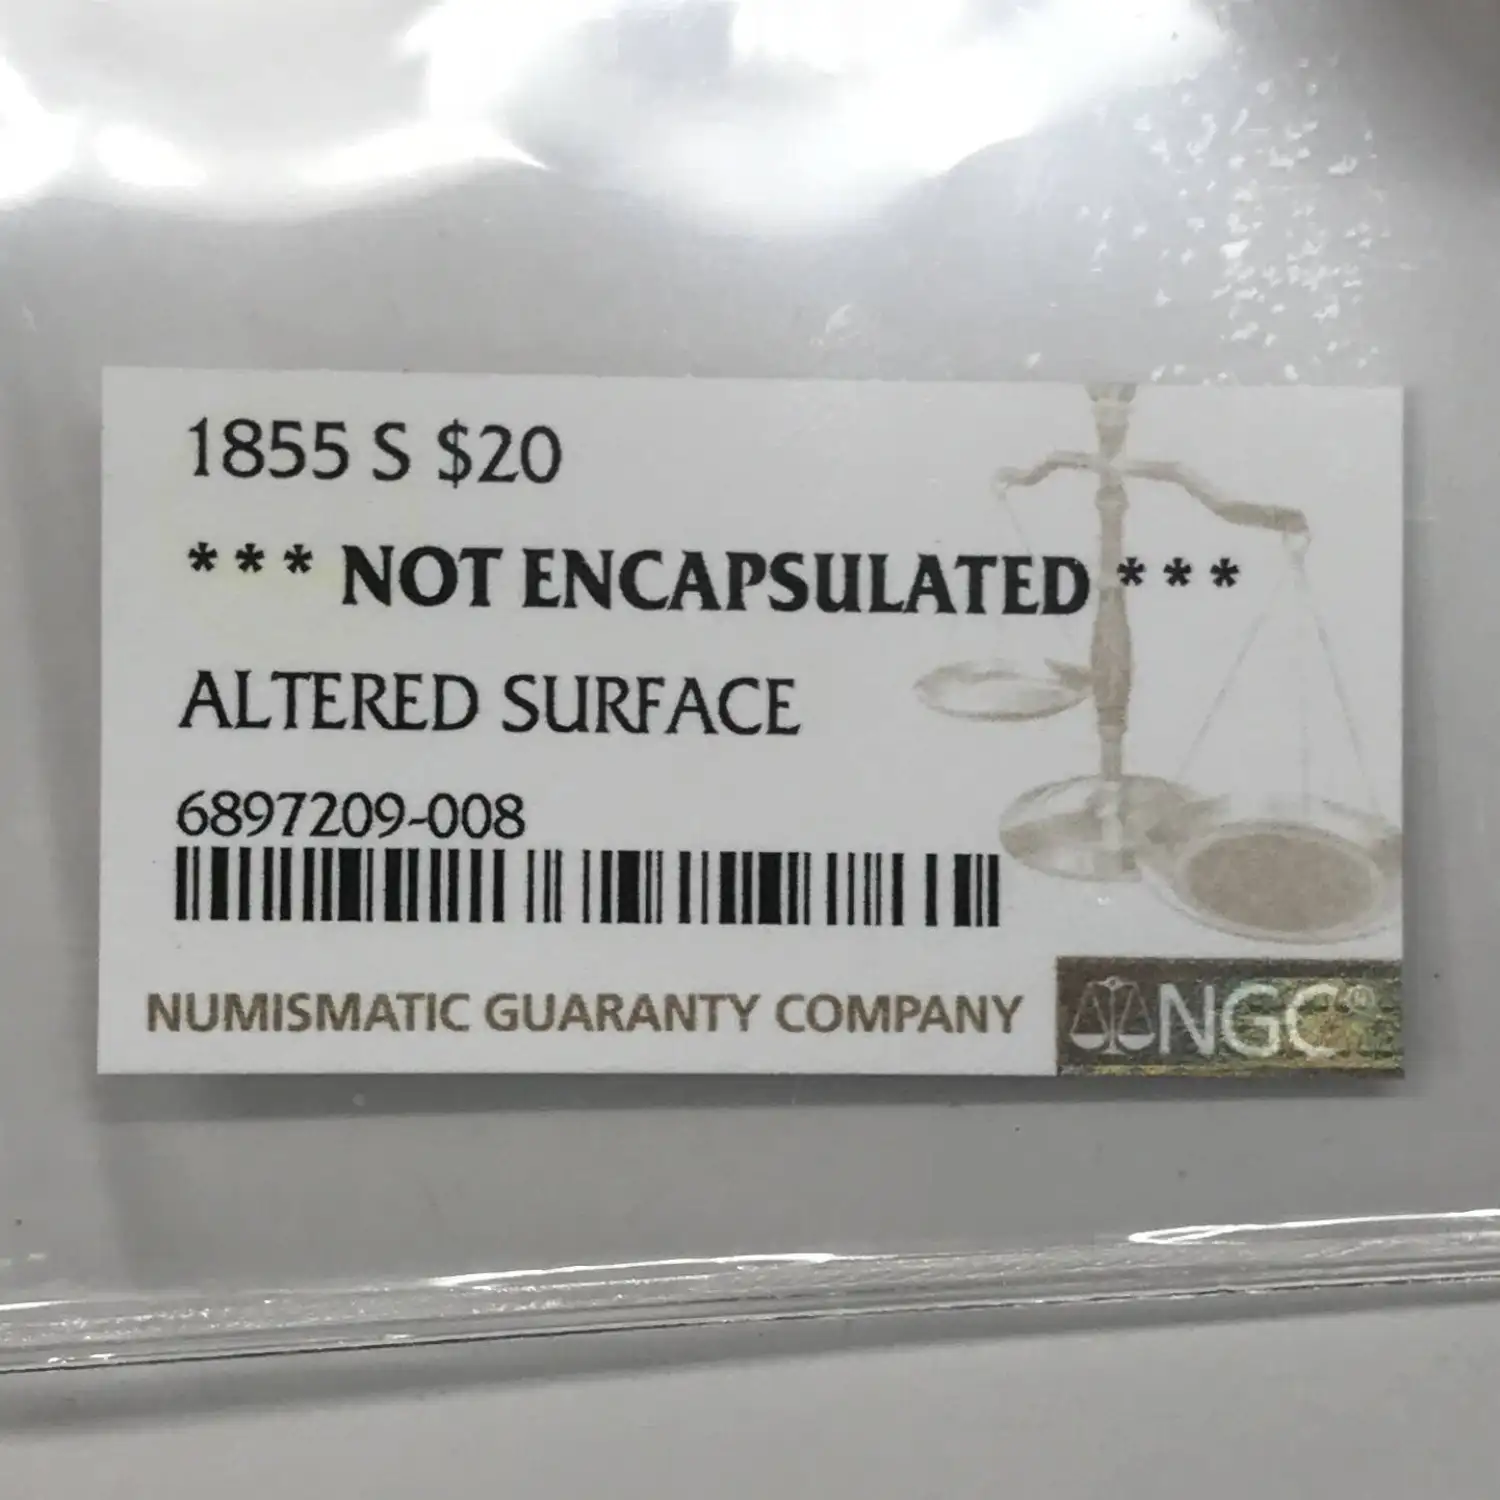 1855 S $20
* * * NOT ENCAPSULATED * * *
ALTERED SURFACE
6897209-008
NUMISMATIC GUARANTY COMPANY
NGC®